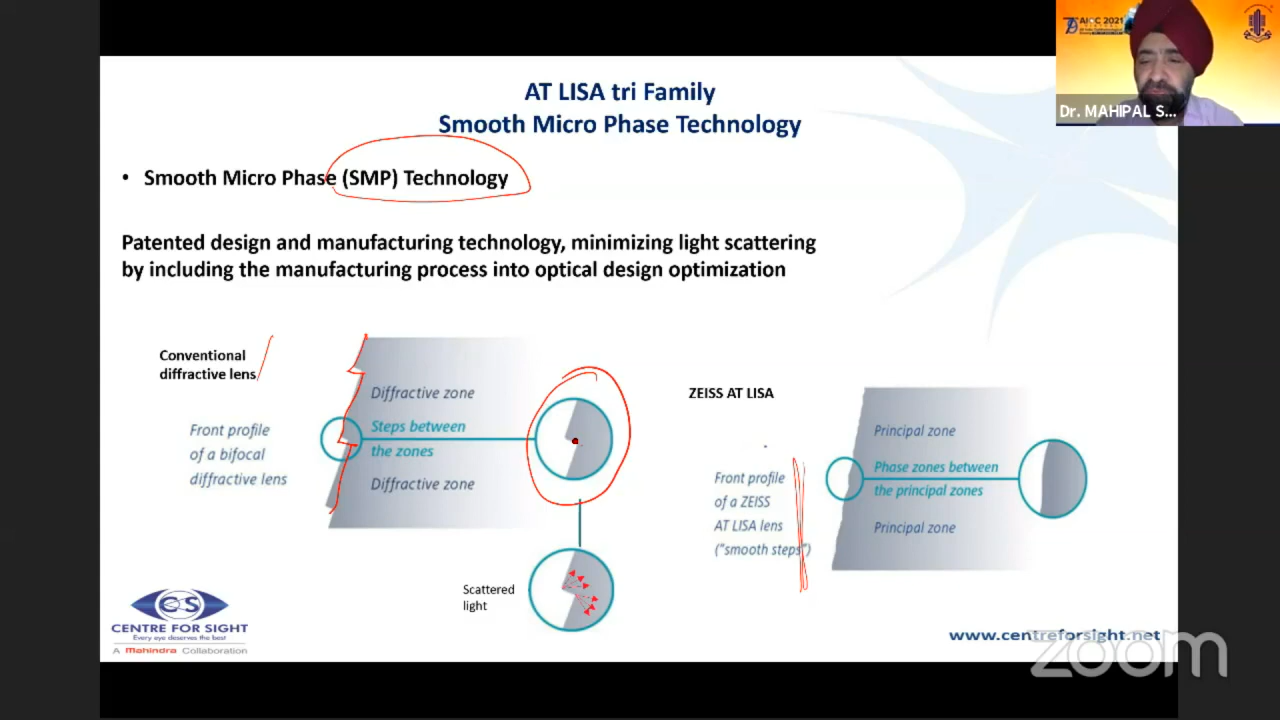 AT LISA tri Family
Smooth Micro Phase Technology
• Smooth Micro Phase (SMP) Technology
Patented design and manufacturing technology, minimizing light scattering
by including the manufacturing process into optical design optimization
Conventional
diffractive lens
Front profile
of a bifocal
diffractive lens
Diffractive zone
Steps between
the zones
Diffractive zone
Scattered
light
ZEISS AT LISA
Front profile
of a ZEISS
AT LISA lens
("smooth steps")
Principal zone
Phase zones between
the principal zones
Principal zone
CENTRE FOR SIGHT
Every eye deserves the best
A Mahindra Collaboration
www.centreforsight.net
zoom
AIOC 2021
Dr. MAHIPAL S...